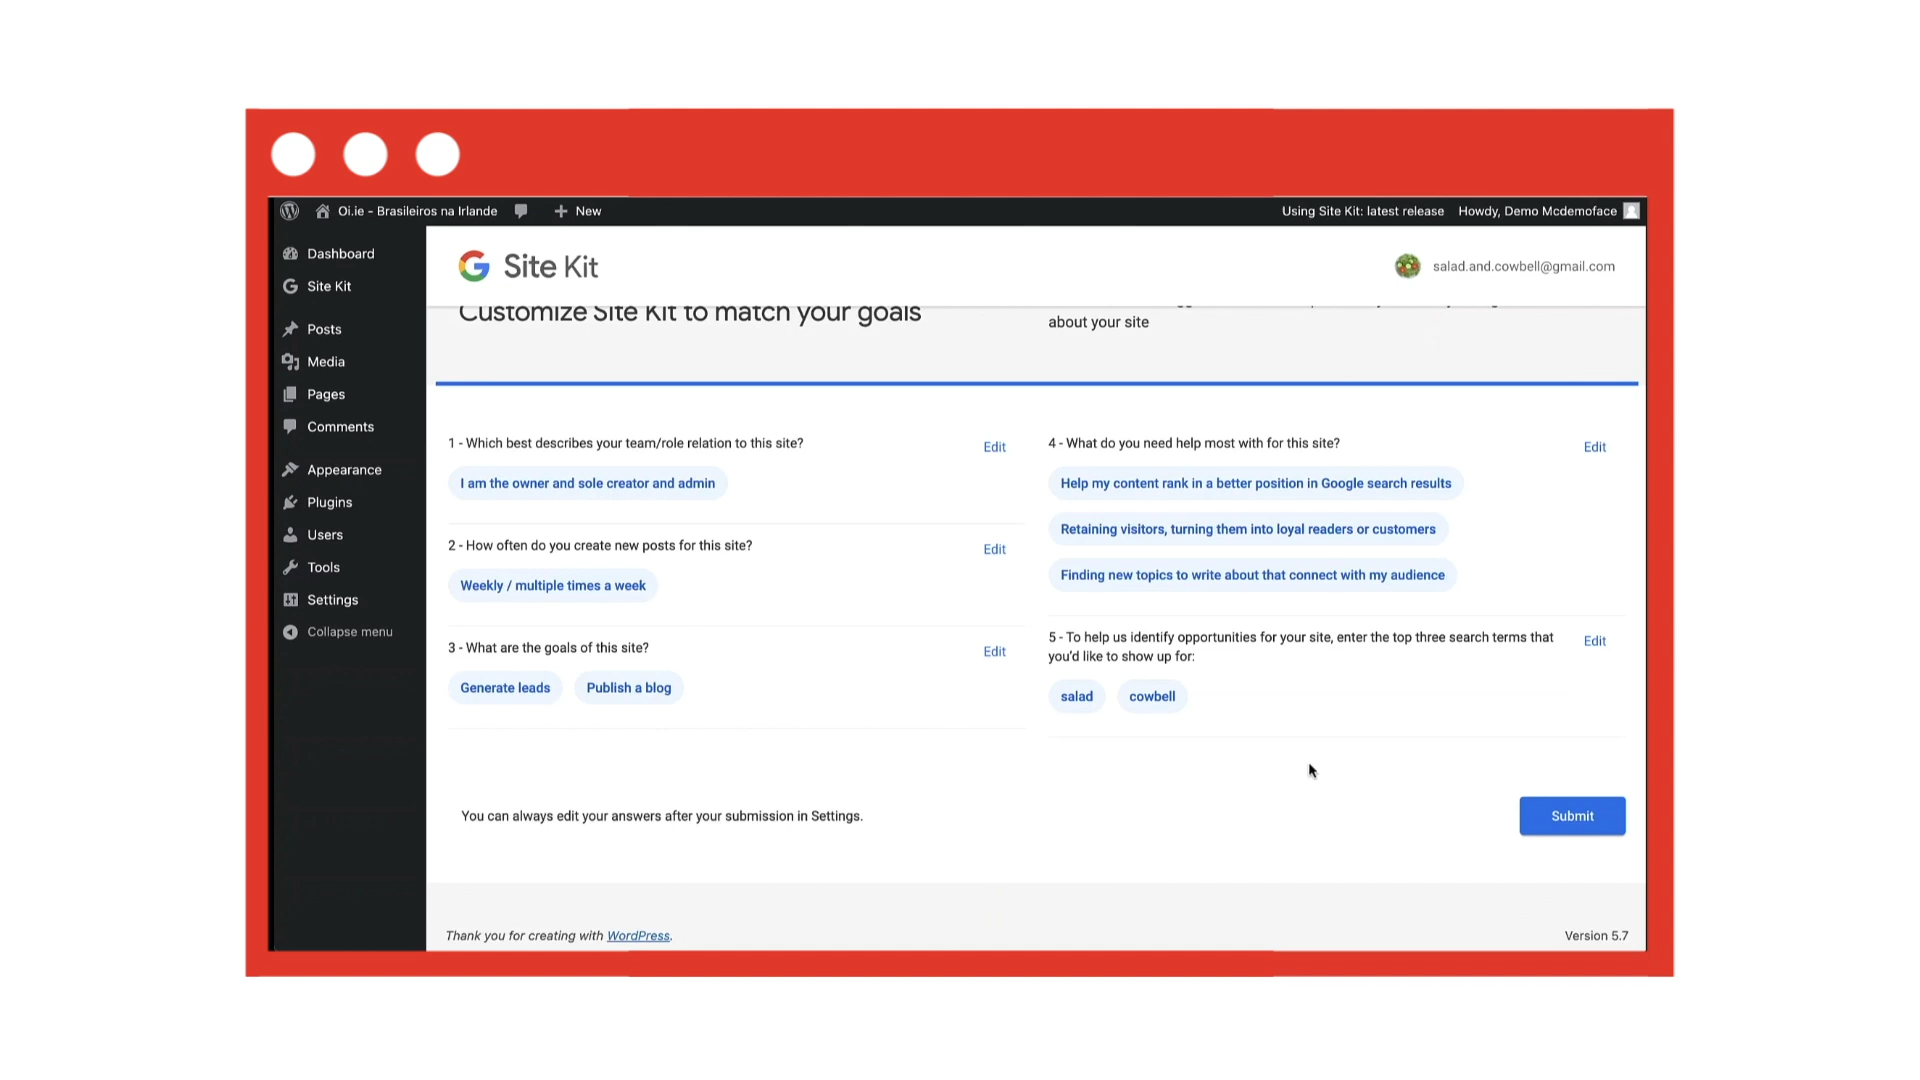 Oi.ie - Brasileiros na Irlande
New
Using Site Kit: latest release
Howdy, Demo Mcdemoface
Dashboard
Site Kit
Posts
Media
Pages
Comments
Appearance
Plugins
Users
Tools
Settings
Collapse menu
Site Kit
salad.and.cowbell@gmail.com
Customize Site Kit to match your goals
about your site
1 - Which best describes your team/role relation to this site?
Edit
I am the owner and sole creator and admin
2 - How often do you create new posts for this site?
Edit
Weekly / multiple times a week
3 - What are the goals of this site?
Edit
Generate leads
Publish a blog
4 - What do you need help most with for this site?
Edit
Help my content rank in a better position in Google search results
Retaining visitors, turning them into loyal readers or customers
Finding new topics to write about that connect with my audience
5 - To help us identify opportunities for your site, enter the top three search terms that
you'd like to show up for:
Edit
salad
cowbell
You can always edit your answers after your submission in Settings.
Submit
Thank you for creating with WordPress.
Version 5.7